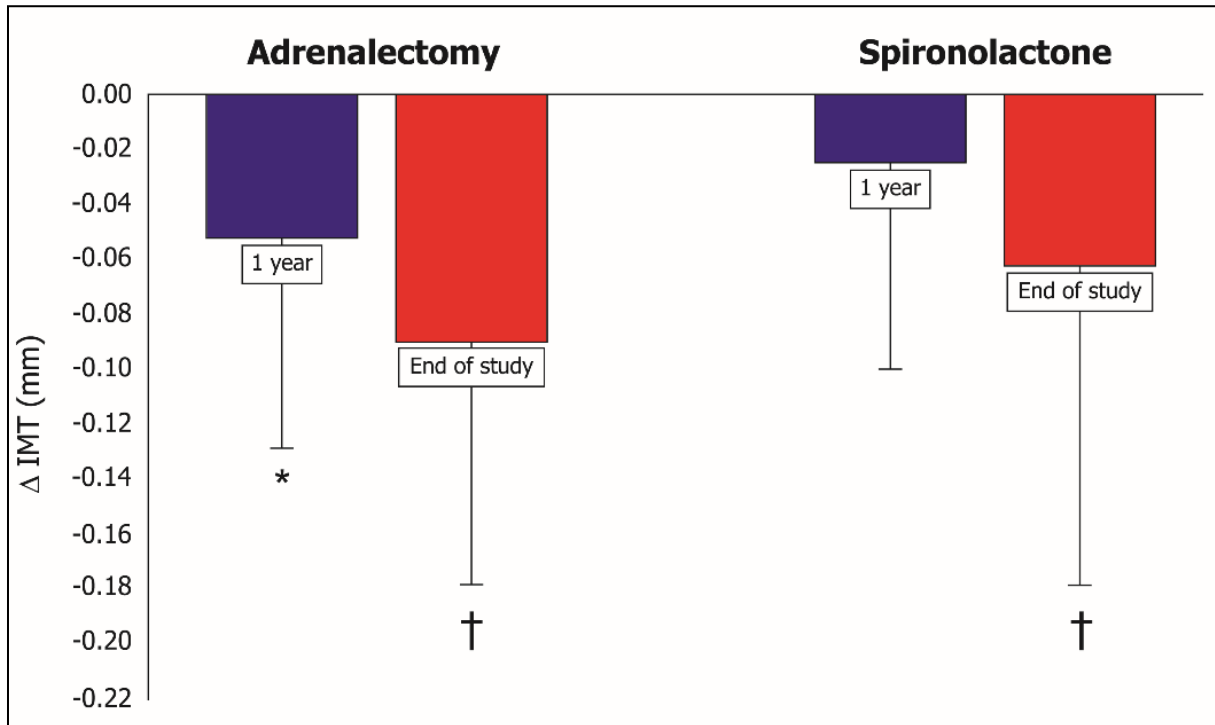 Adrenalectomy Spironolactone
0.00
-0.02
-0.04
-0.06
-0.08
-0.10
-0.12
-0.14
-0.16
-0.18
-0.20
-0.22
Δ IMT (mm)
1 year
End of study
*
†
1 year
End of study
†